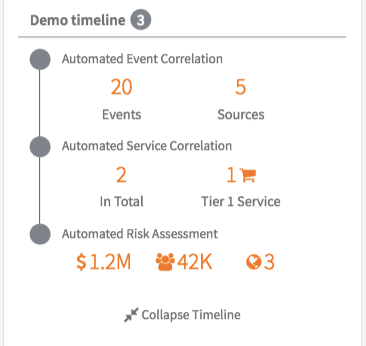 Demo timeline 3
Automated Event Correlation
20 5
Events Sources
Automated Service Correlation
2 1
In Total Tier 1 Service
Automated Risk Assessment
$1.2M 42K 3
Collapse Timeline